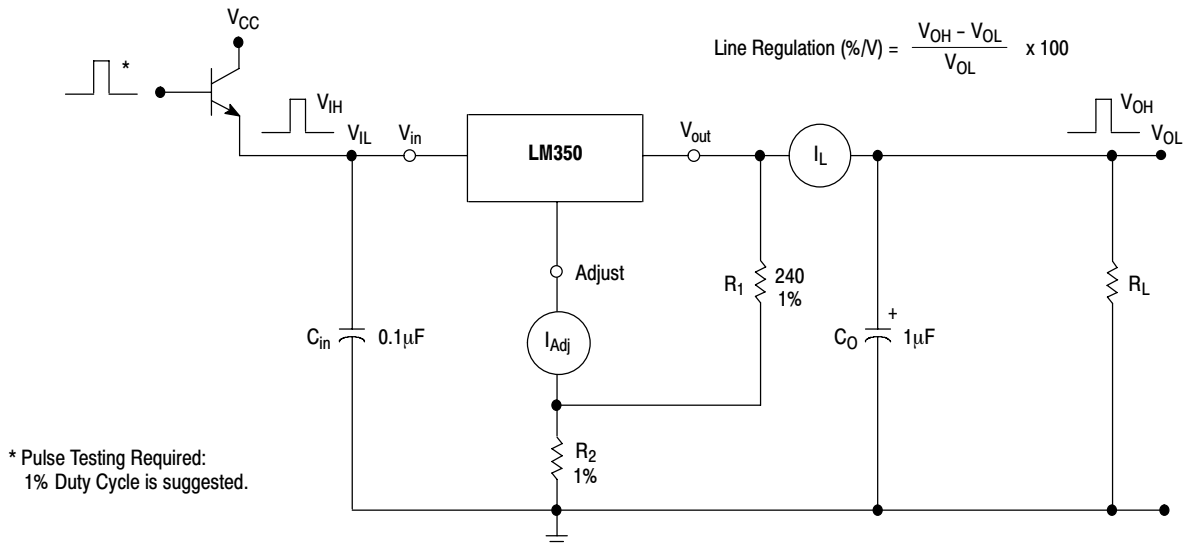 V_CC
Line Regulation (%/V) = V_OH – V_OL / V_OL x 100
*
V_IH
V_IL
V_in
LM350
V_out
I_L
V_OH
V_OL
Adjust
R_1
240
1%
R_L
C_in
0.1μF
I_Adj
C_O
+
1μF
R_2
1%
* Pulse Testing Required:
1% Duty Cycle is suggested.